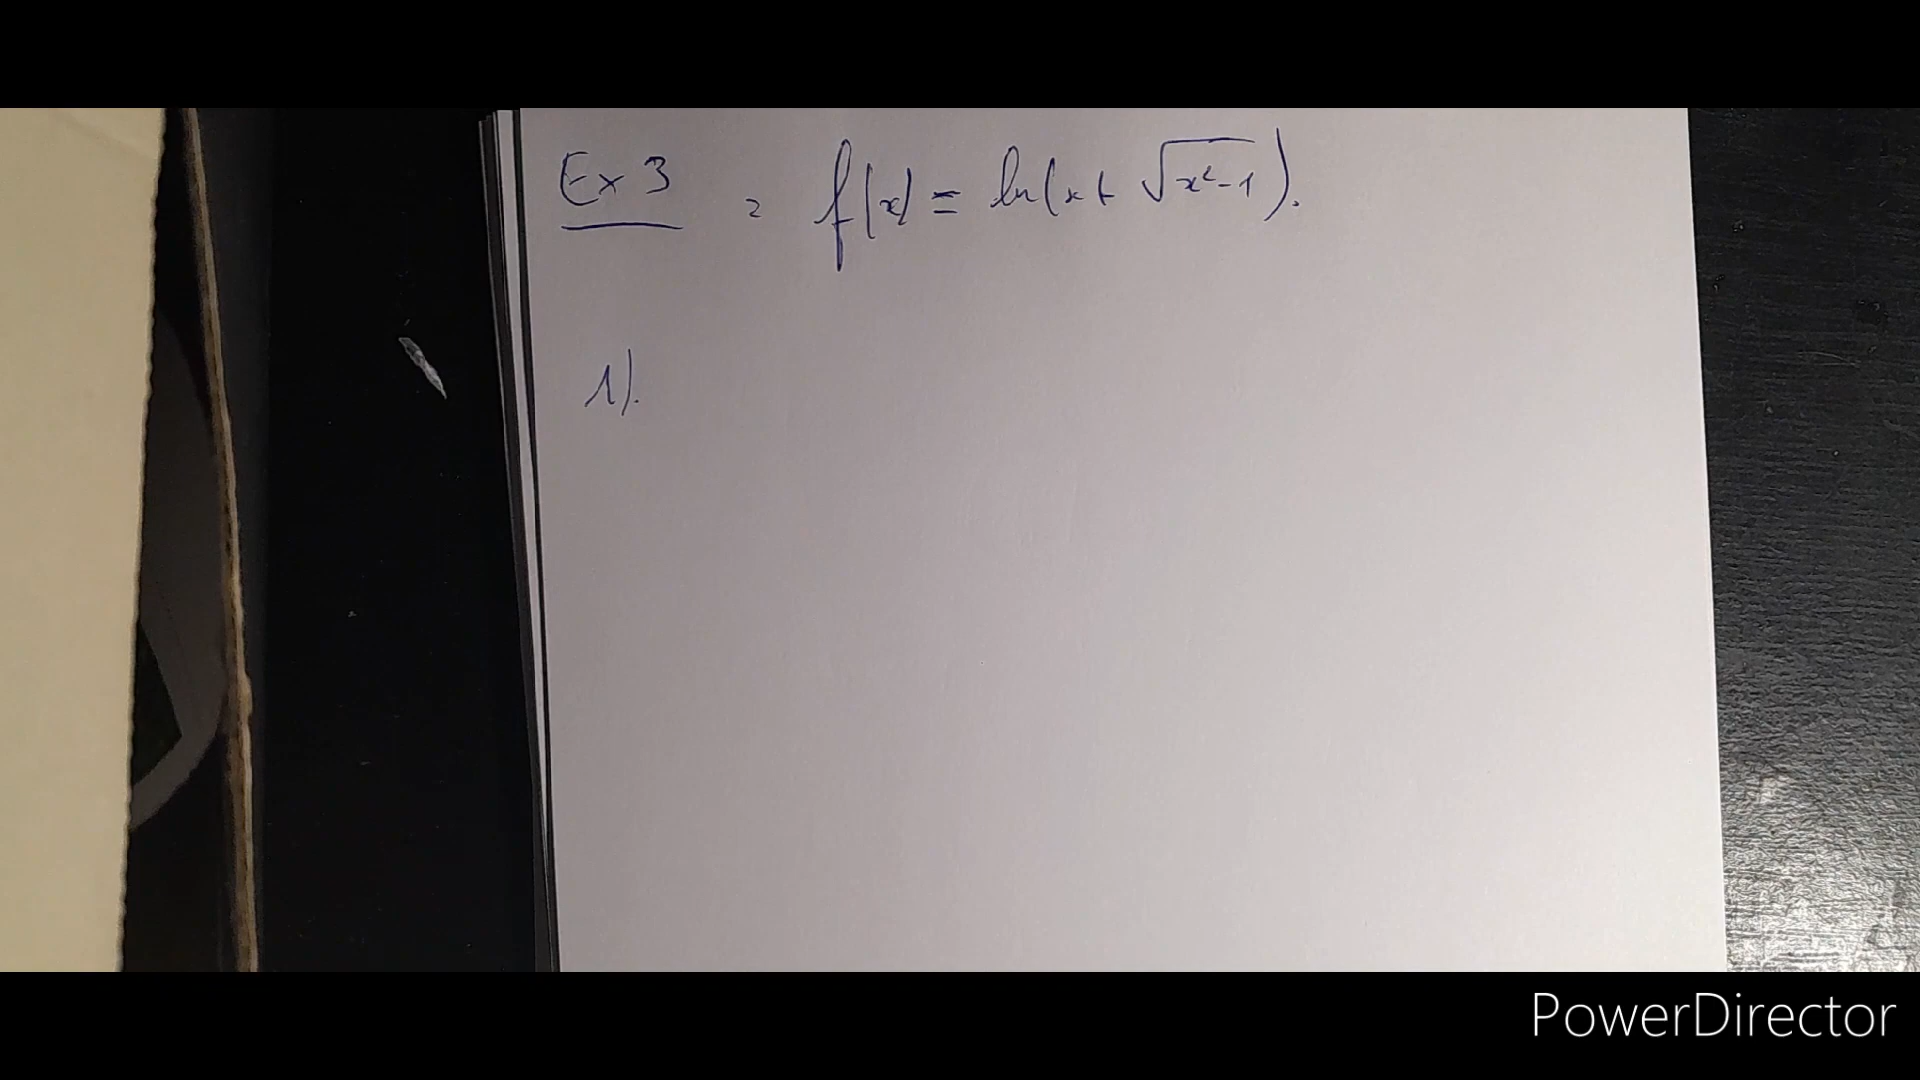 Ex 3 : f(x) = ln(x + √x²-1).
1).
PowerDirector